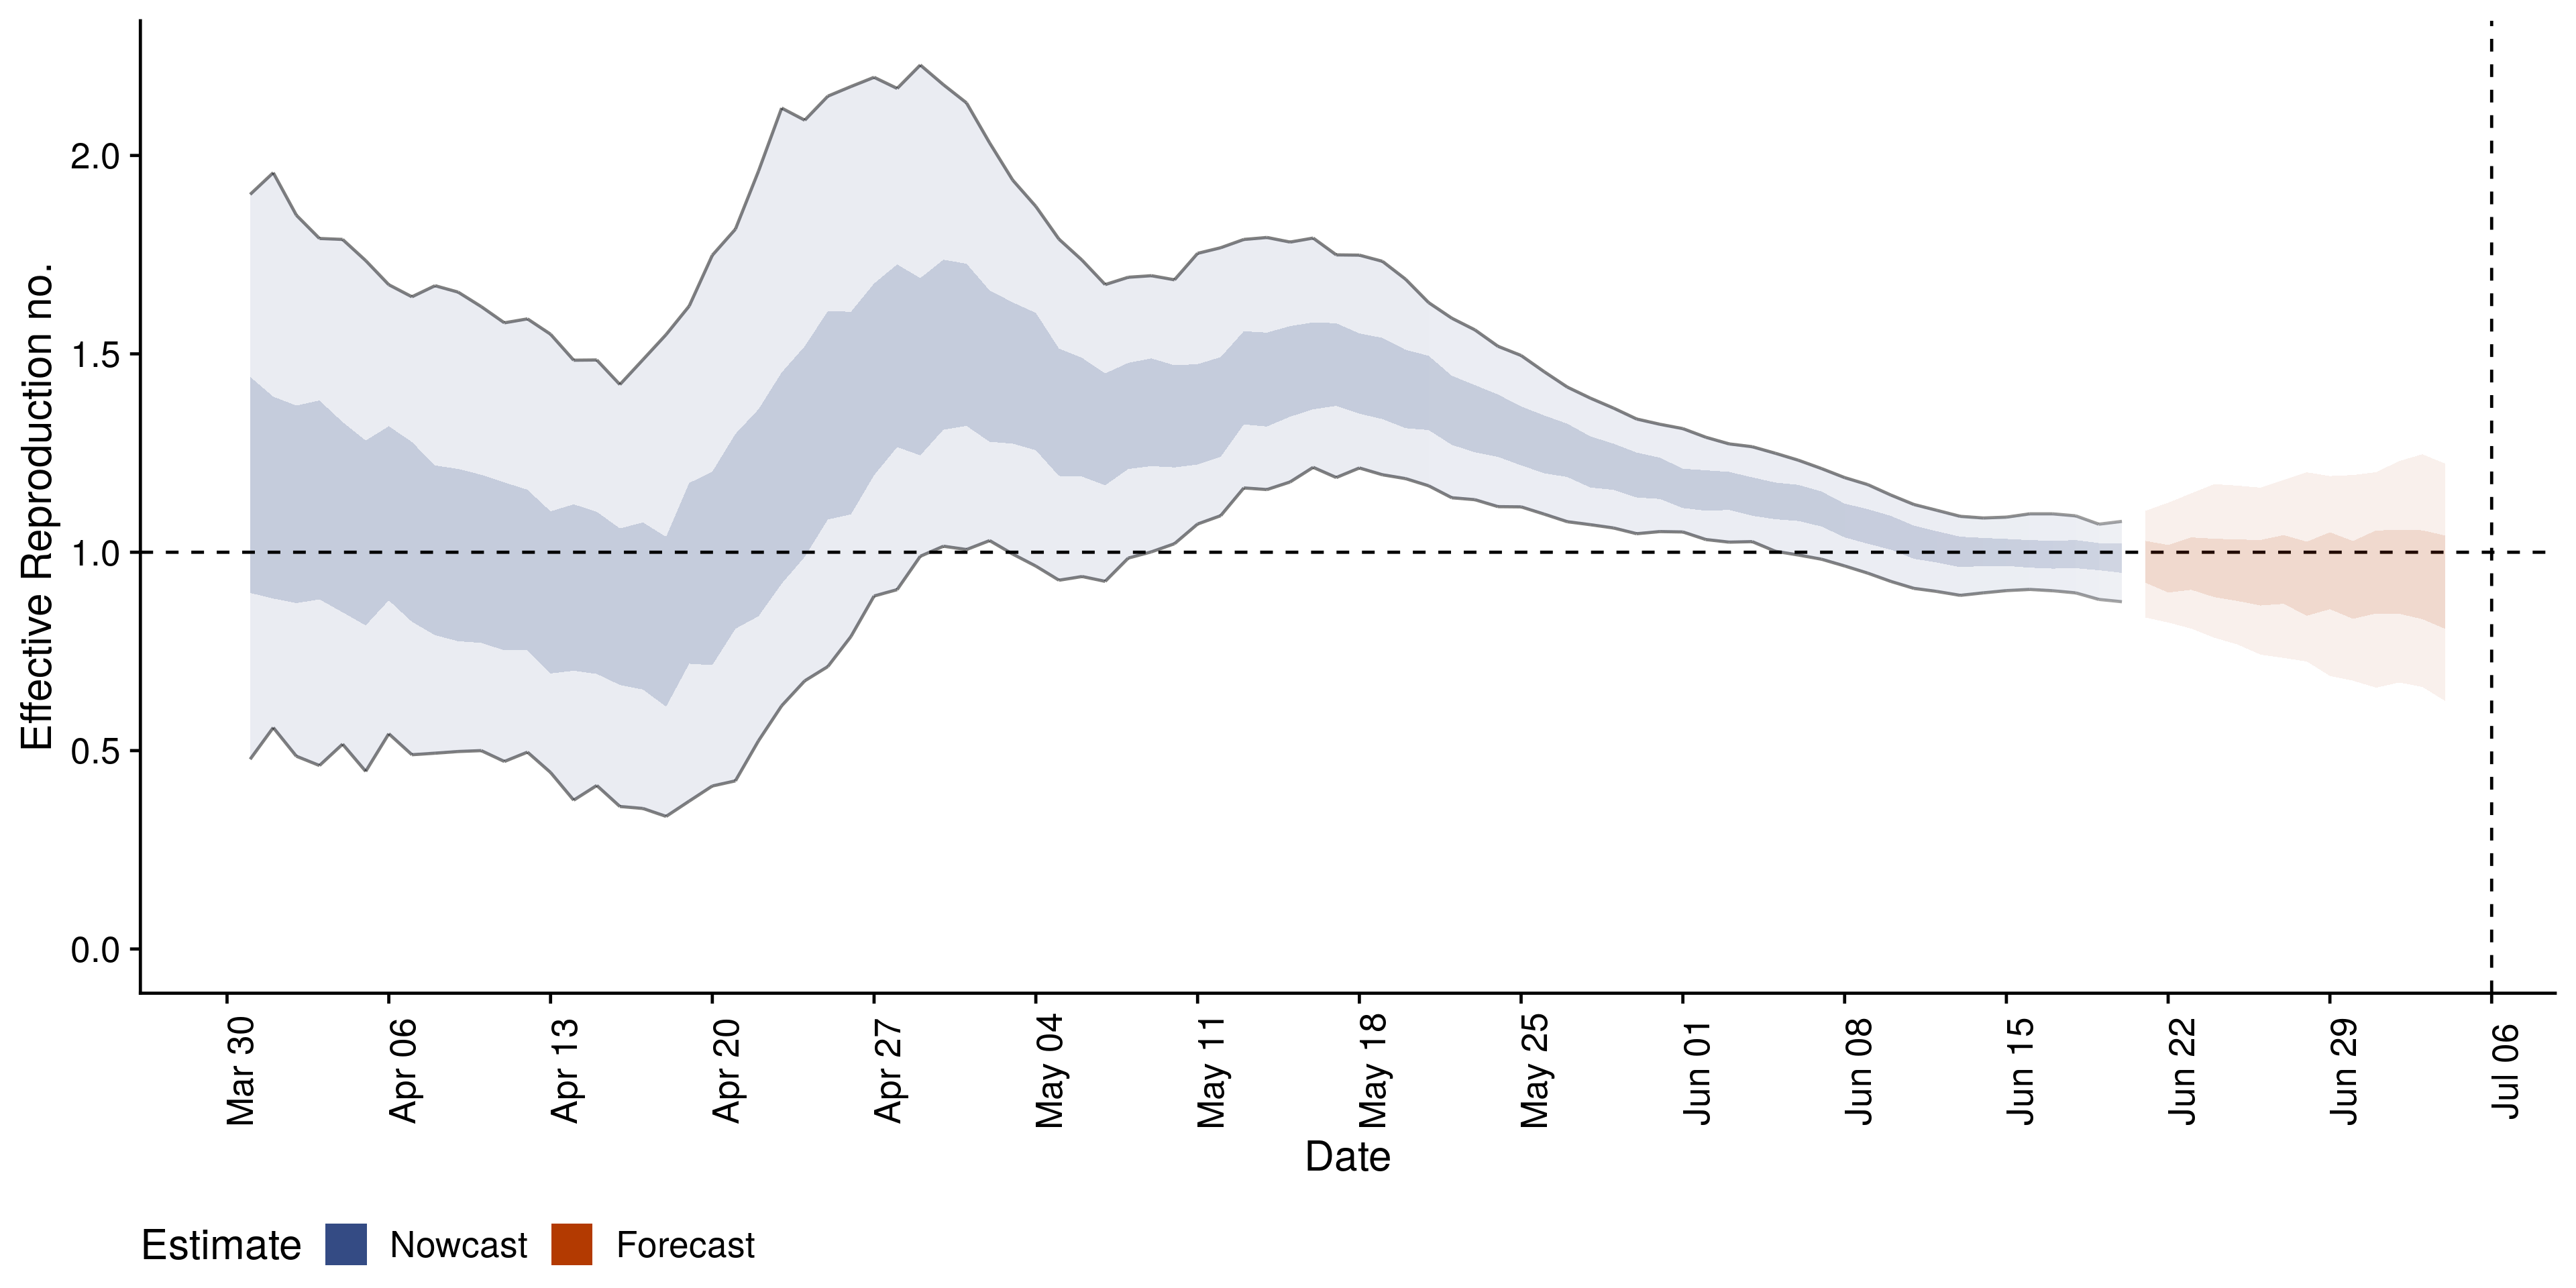 Effective Reproduction no.
2.0
1.5
1.0
0.5
0.0
Mar 30
Apr 06
Apr 13
Apr 20
Apr 27
May 04
May 11
May 18
May 25
Jun 01
Jun 08
Jun 15
Jun 22
Jun 29
Jul 06
Date
Estimate Nowcast Forecast